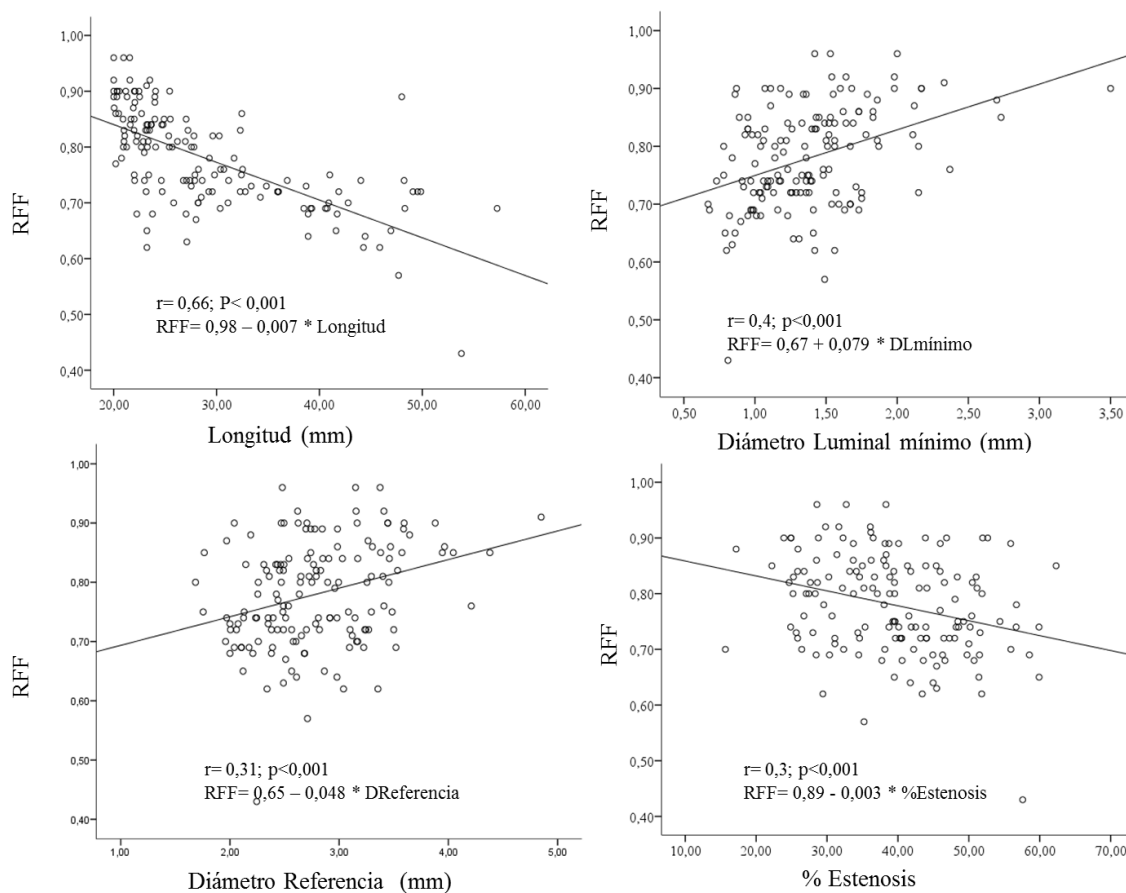 1,00
0,90
0,80
0,70
0,60
0,50
0,40
RFF
r= 0,66; P< 0,001
RFF= 0,98 – 0,007 * Longitud
20,00 30,00 40,00 50,00 60,00
Longitud (mm)
1,00
0,90
0,80
0,70
0,60
0,50
0,40
RFF
r= 0,4; p<0,001
RFF= 0,67 + 0,079 * DLmínimo
0,50 1,00 1,50 2,00 2,50 3,00 3,50
Diámetro Luminal mínimo (mm)
1,00
0,90
0,80
0,70
0,60
0,50
0,40
RFF
r= 0,31; p<0,001
RFF= 0,65 – 0,048 * DReferencia
1,00 2,00 3,00 4,00 5,00
Diámetro Referencia (mm)
1,00
0,90
0,80
0,70
0,60
0,50
0,40
RFF
r= 0,3; p<0,001
RFF= 0,89 - 0,003 * %Estenosis
10,00 20,00 30,00 40,00 50,00 60,00 70,00
% Estenosis